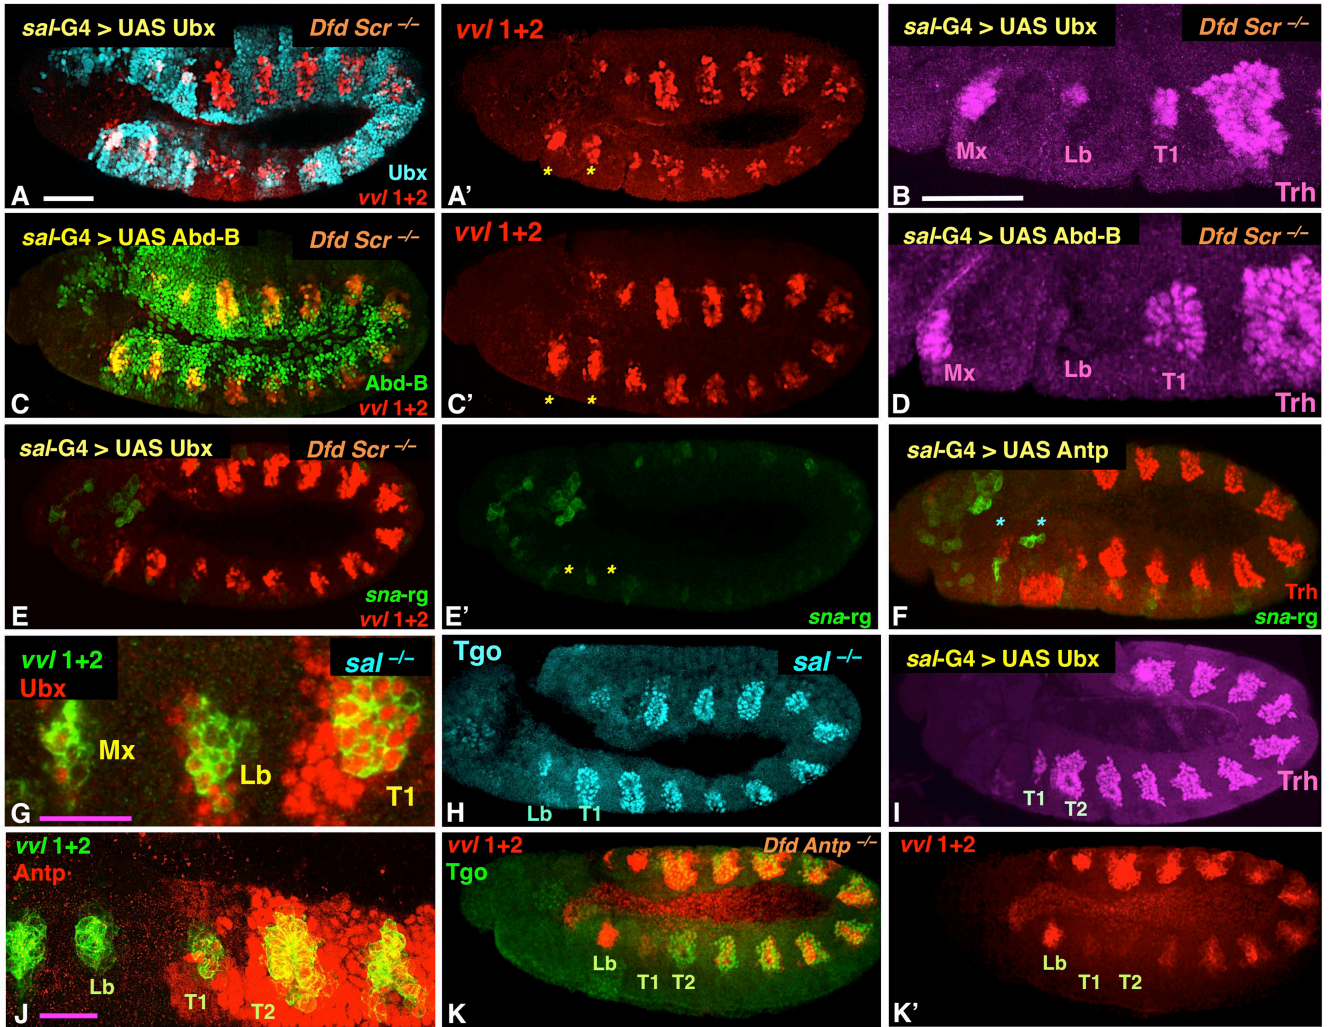 sal-G4 > UAS Ubx Dfd Scr –/–
Ubx
vvl 1+2
A
vvl 1+2
* *
A’
sal-G4 > UAS Ubx Dfd Scr –/–
Mx Lb T1
B Trh
sal-G4 > UAS Abd-B Dfd Scr –/–
Abd-B
C vvl 1+2
vvl 1+2
* *
C’
sal-G4 > UAS Abd-B Dfd Scr –/–
Mx Lb T1
D Trh
sal-G4 > UAS Ubx Dfd Scr –/–
sna-rg
E vvl 1+2
* *
E’ sna-rg
sal-G4 > UAS Antp
* *
Trh
F sna-rg
vvl 1+2 sal –/–
Ubx
Mx Lb T1
G
Tgo sal –/–
Lb T1
H
sal-G4 > UAS Ubx
Trh
T1 T2
I
vvl 1+2
Antp
Lb T1 T2
J
vvl 1+2 Dfd Antp –/–
Tgo
Lb T1 T2
K
vvl 1+2
Lb T1 T2
K’